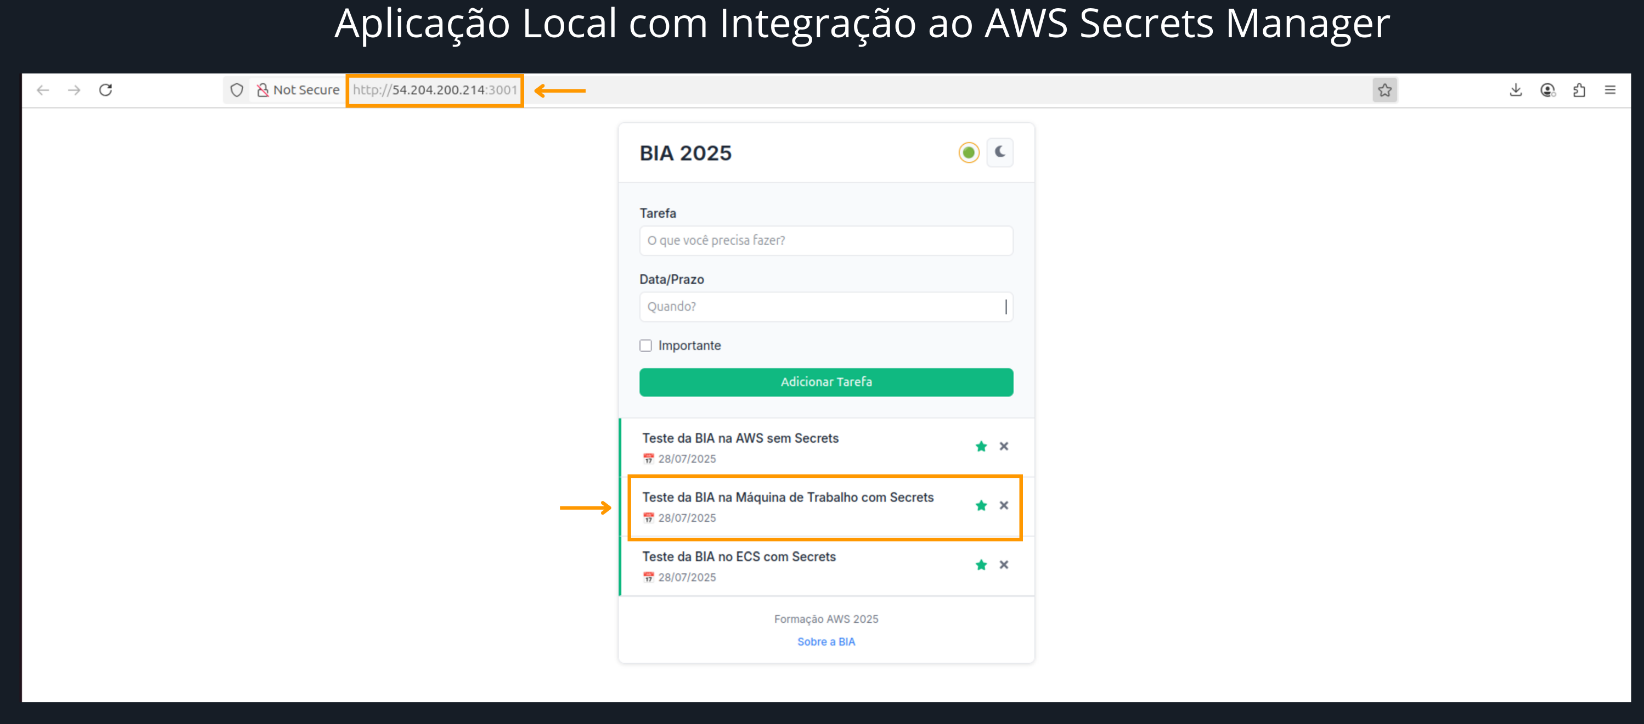 Aplicação Local com Integração ao AWS Secrets Manager
Not Secure http://54.204.200.214:3001
BIA 2025
Tarefa
O que você precisa fazer?
Data/Prazo
Quando?
Importante
Adicionar Tarefa
Teste da BIA na AWS sem Secrets
28/07/2025
Teste da BIA na Máquina de Trabalho com Secrets
28/07/2025
Teste da BIA no ECS com Secrets
28/07/2025
Formação AWS 2025
Sobre a BIA